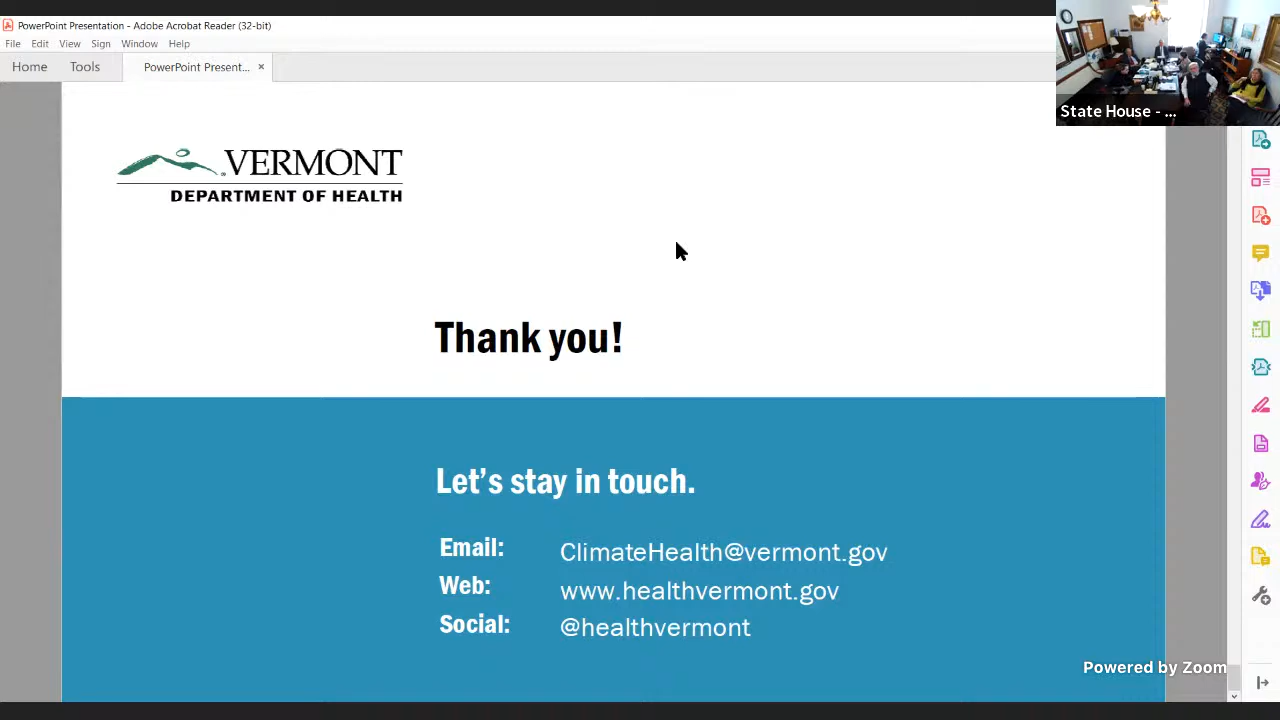 PowerPoint Presentation - Adobe Acrobat Reader (32-bit)
File Edit View Sign Window Help
Home Tools PowerPoint Present... ×
State House - ...
VERMONT
DEPARTMENT OF HEALTH
Thank you!
Let's stay in touch.
Email: ClimateHealth@vermont.gov
Web: www.healthvermont.gov
Social: @healthvermont
Powered by Zoom